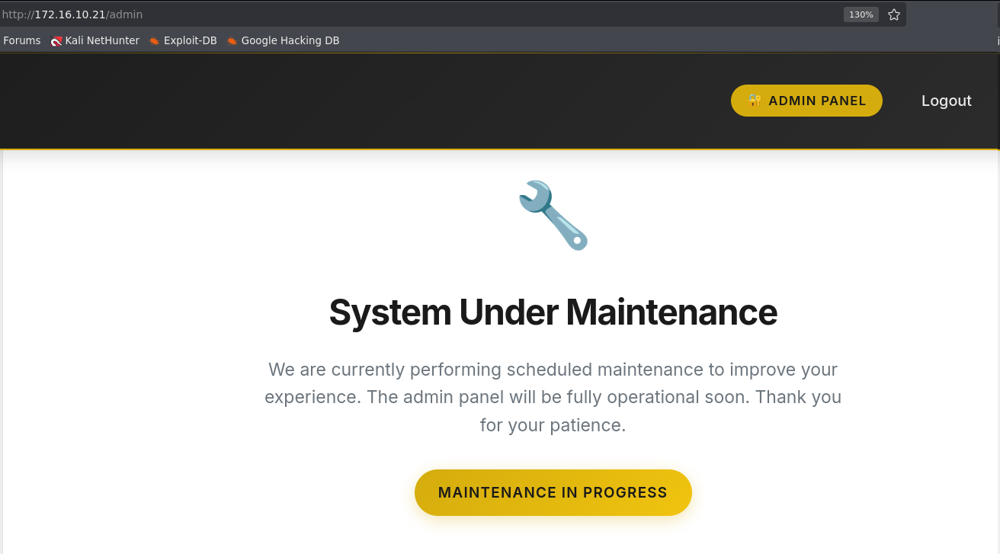 http://172.16.10.21/admin 130%
Forums Kali NetHunter Exploit-DB Google Hacking DB
ADMIN PANEL Logout
System Under Maintenance
We are currently performing scheduled maintenance to improve your
experience. The admin panel will be fully operational soon. Thank you
for your patience.
MAINTENANCE IN PROGRESS